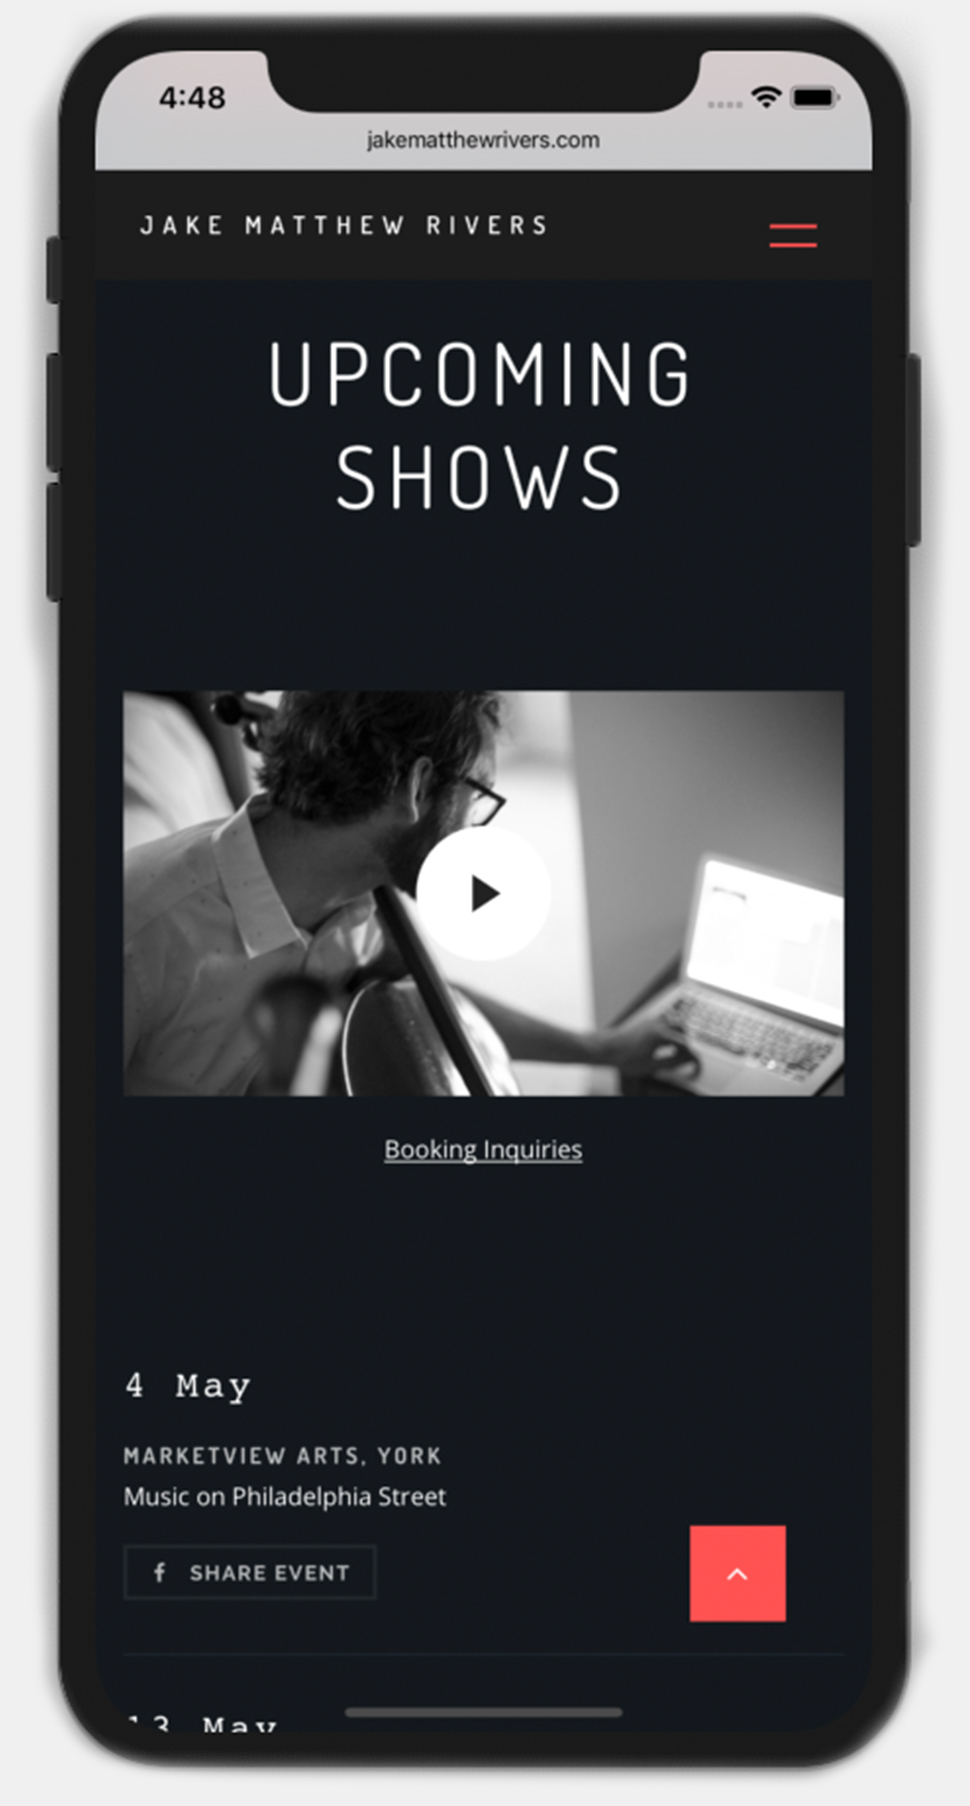 4:48
jakematthewrivers.com
JAKE MATTHEW RIVERS
UPCOMING
SHOWS
Booking Inquiries
4 May
MARKETVIEW ARTS, YORK
Music on Philadelphia Street
f SHARE EVENT
13 May